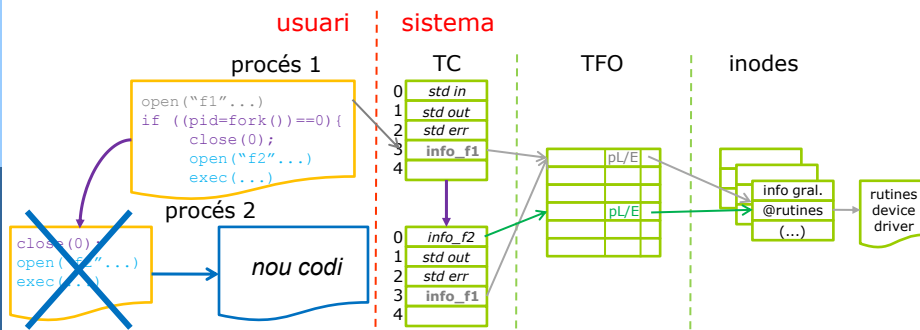 usuari
sistema
procés 1
TC
TFO
inodes
open("f1"...)
if ((pid=fork())==0){
close(0);
open("f2"...)
exec(...)
0
std in
1
std out
2
std err
3
info_f1
4
pL/E
pL/E
info gral.
@rutines
(...)
rutines
device
driver
procés 2
close(0);
open("f2"...)
exec(...)
nou codi
0
info_f2
1
std out
2
std err
3
info_f1
4